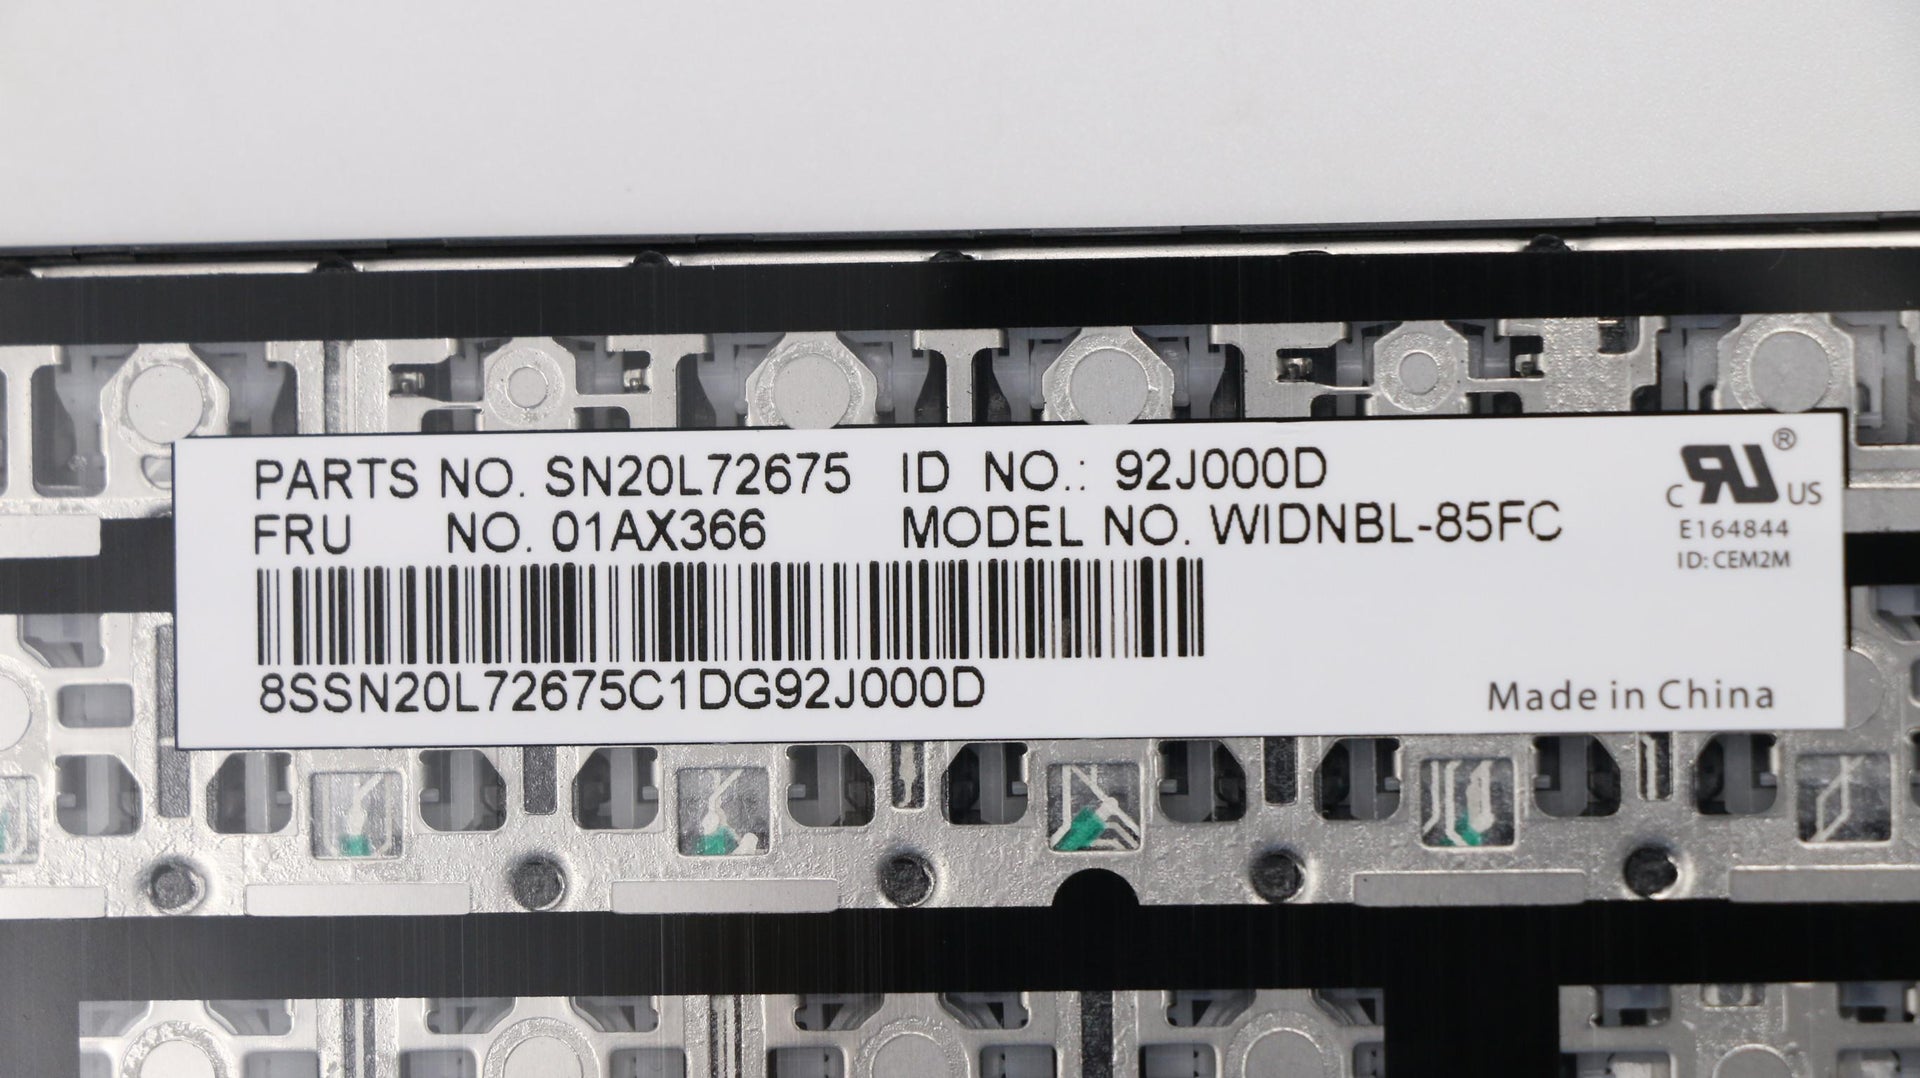 PARTS NO. SN20L72675 ID NO.: 92J000D
FRU NO. 01AX366 MODEL NO. WIDNBL-85FC
8SSN20L72675C1DG92J000D
C RU ® US
E164844
ID: CEM2M
Made in China